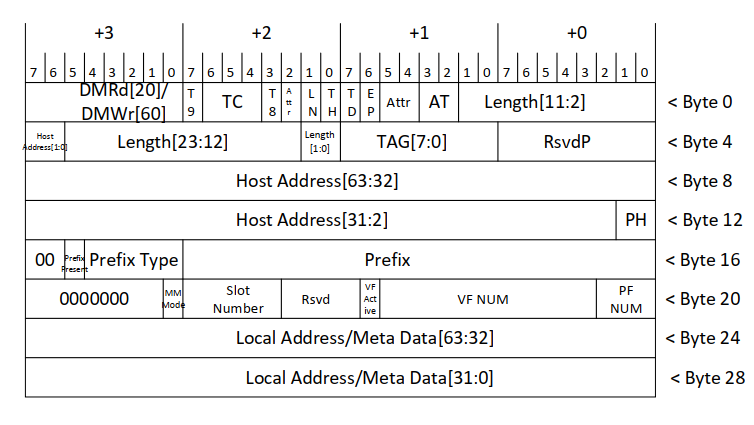 +3 +2 +1 +0
7 6 5 4 3 2 1 0 7 6 5 4 3 2 1 0 7 6 5 4 3 2 1 0 7 6 5 4 3 2 1 0
DMRd[20]/
DMWr[60]
T
9
TC
T
8
A
tt
r
L
N
T
H
T
D
E
P
Attr
AT
Length[11:2]
< Byte 0
Host
Address[1:0]
Length[23:12]
Length
[1:0]
TAG[7:0]
RsvdP
< Byte 4
Host Address[63:32]
< Byte 8
Host Address[31:2]
PH
< Byte 12
00
Prefix
Present
Prefix Type
Prefix
< Byte 16
0000000
MM
Mode
Slot
Number
Rsvd
VF
Act
ive
VF NUM
PF
NUM
< Byte 20
Local Address/Meta Data[63:32]
< Byte 24
Local Address/Meta Data[31:0]
< Byte 28